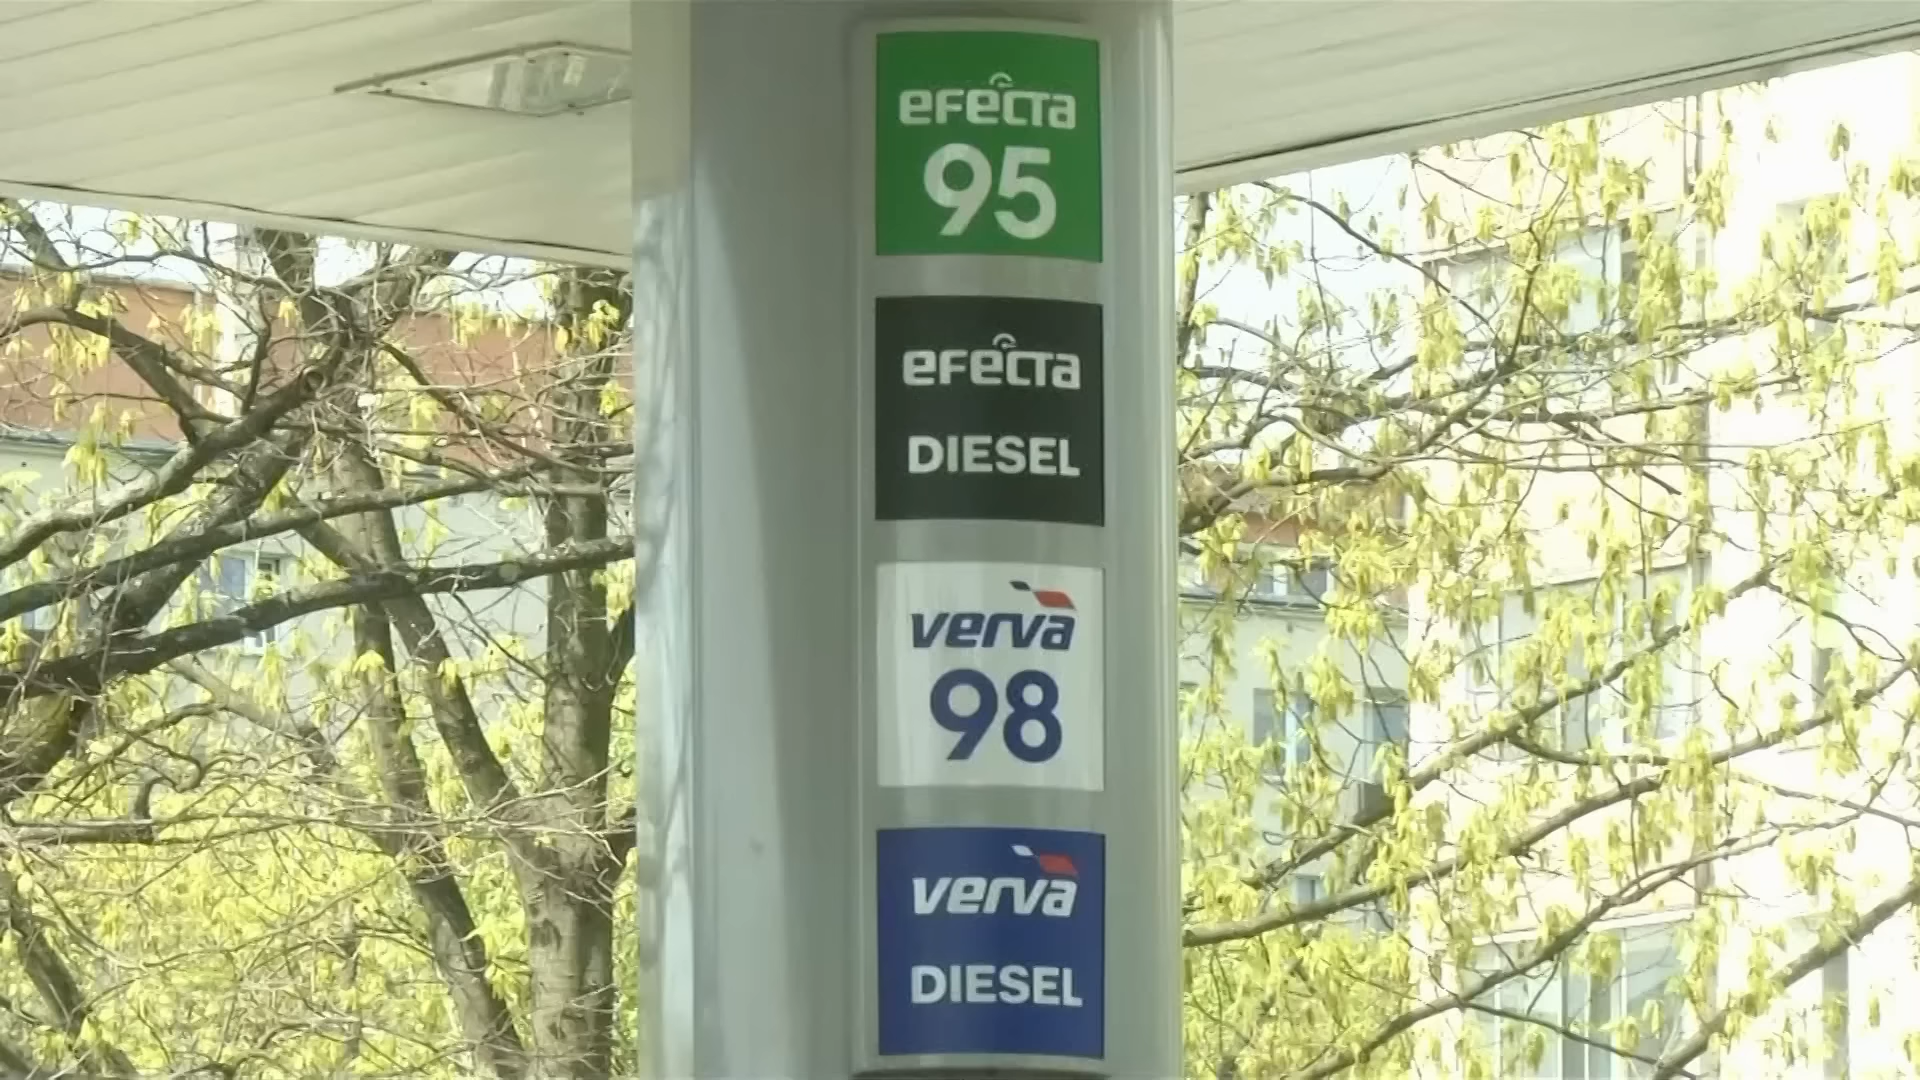 efecta
95
efecta
DIESEL
verva
98
verva
DIESEL